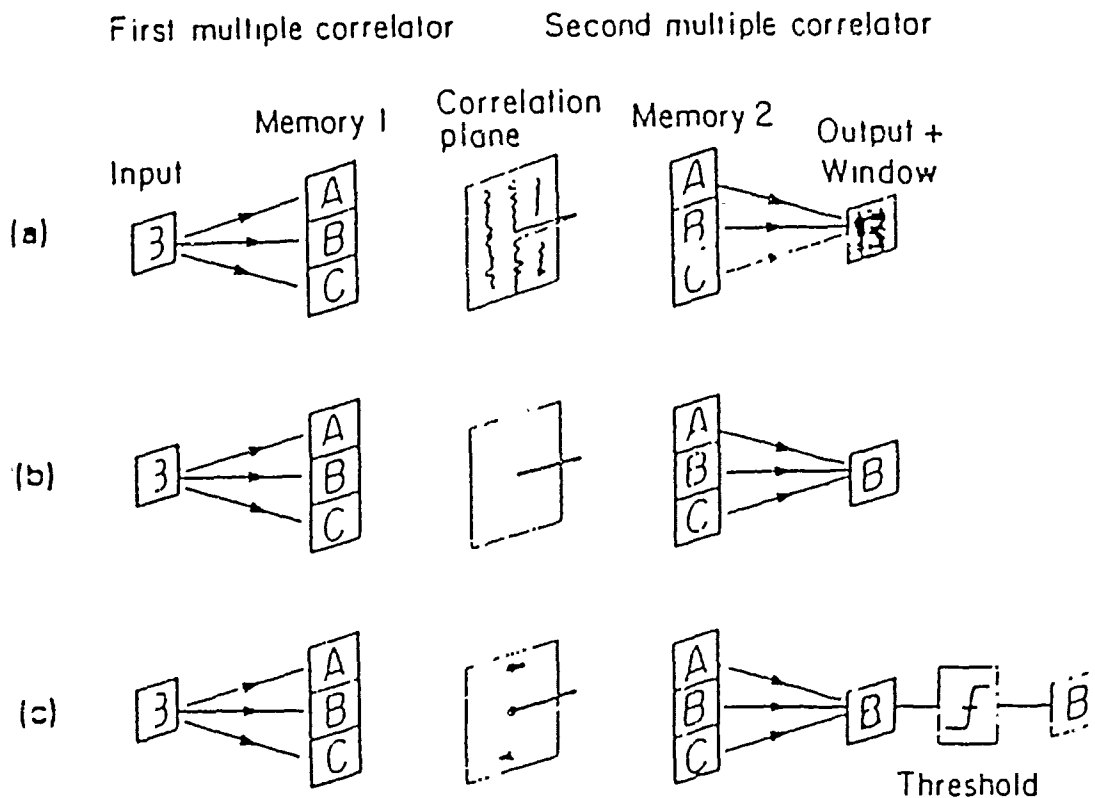 First multiple correlator Second multiple correlator
Memory 1 Correlation plane Memory 2 Output + Window
Input
(a)
3
A
B
C
A
B
C
B
(b)
3
A
B
C
A
B
C
B
(c)
3
A
B
C
A
B
C
B
B
Threshold